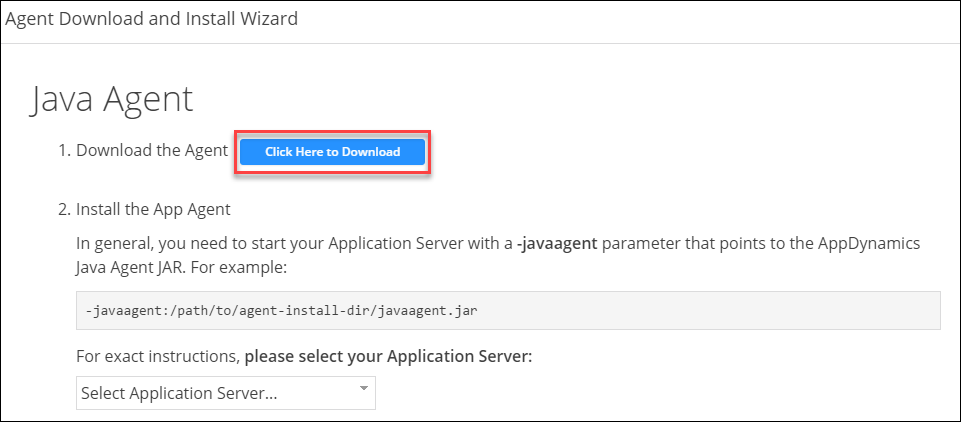 Agent Download and Install Wizard
Java Agent
1. Download the Agent Click Here to Download
2. Install the App Agent
In general, you need to start your Application Server with a -javaagent parameter that points to the AppDynamics
Java Agent JAR. For example:
-javaagent:/path/to/agent-install-dir/javaagent.jar
For exact instructions, please select your Application Server:
Select Application Server...